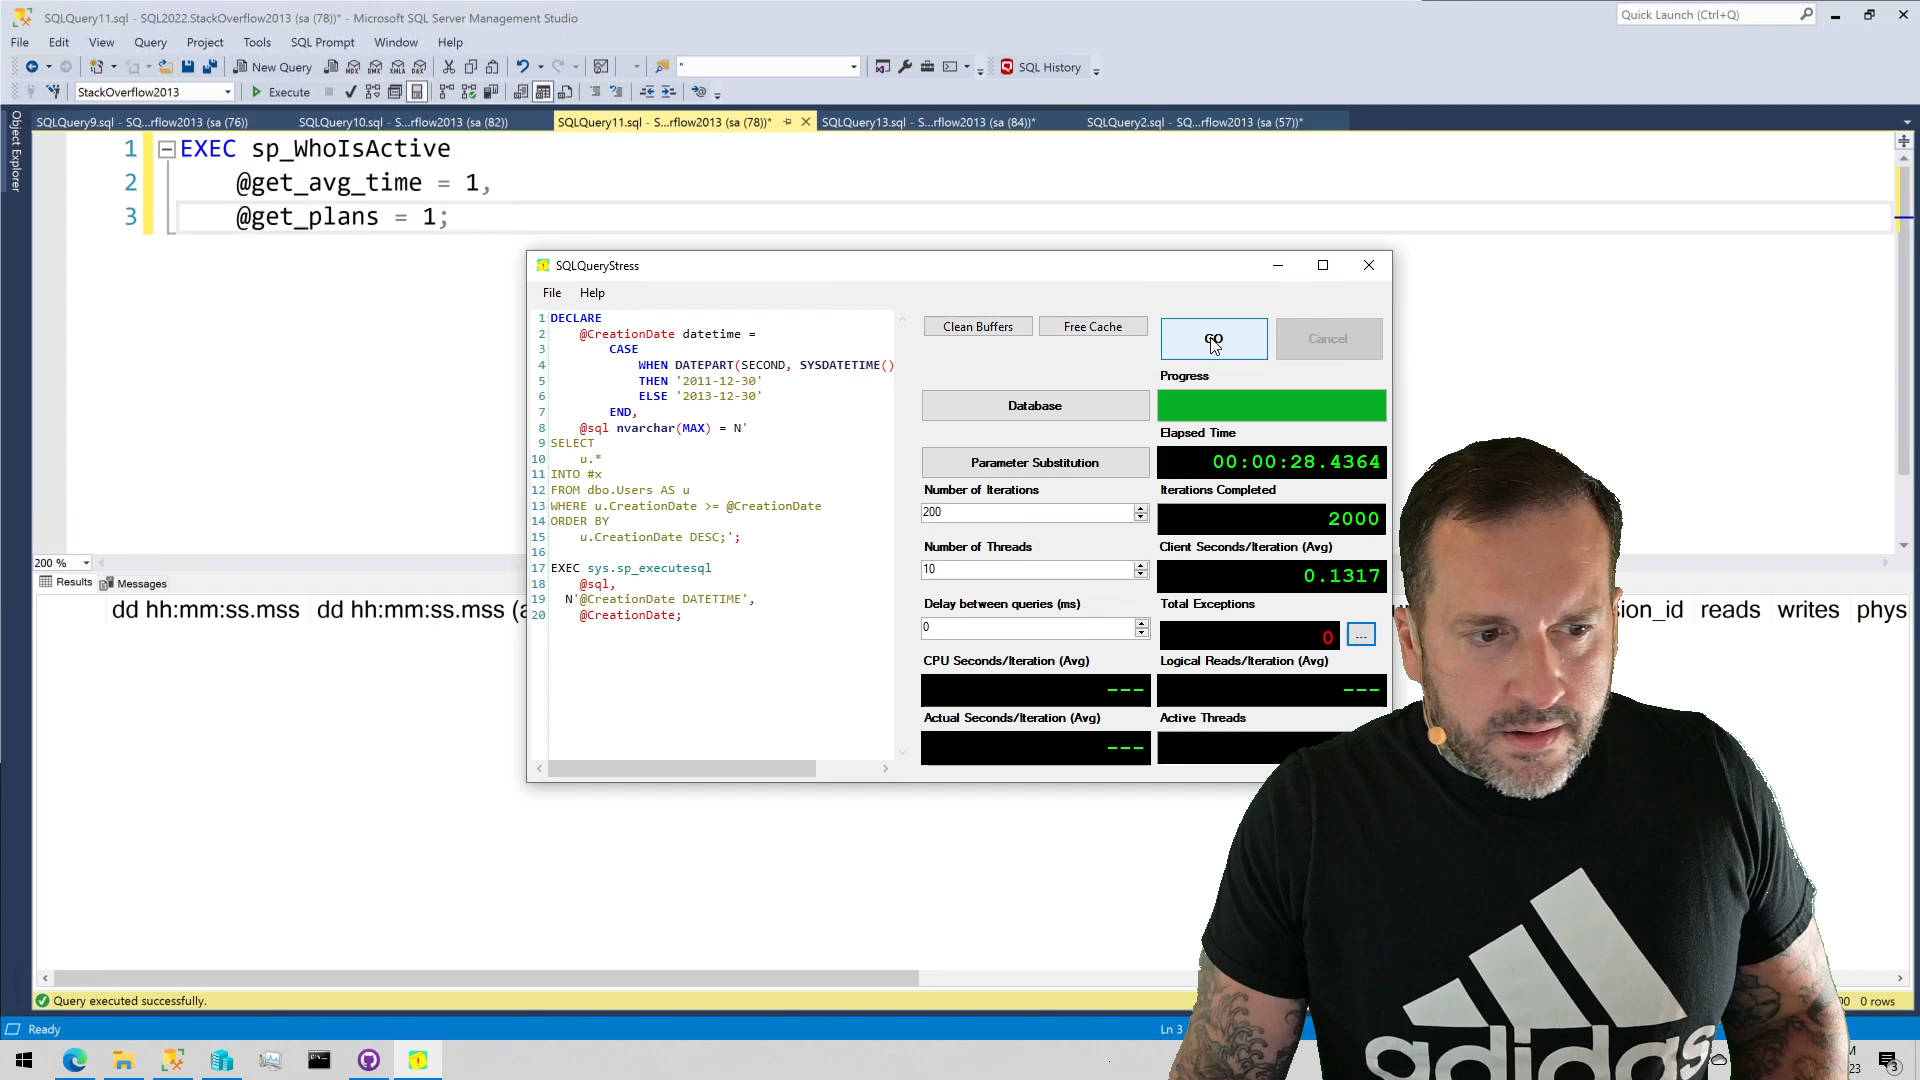 SQLQuery11.sql - SQL2022.StackOverflow2013 (sa (78))* - Microsoft SQL Server Management Studio
Quick Launch (Ctrl+Q)
File Edit View Query Project Tools SQL Prompt Window Help
New Query
SQL History
StackOverflow2013
Execute
Object Explorer
SQLQuery9.sql - SQ...rflow2013 (sa (76))
SQLQuery10.sql - S...rflow2013 (sa (82))
SQLQuery11.sql - S...rflow2013 (sa (78))*
SQLQuery13.sql - S...rflow2013 (sa (84))*
SQLQuery2.sql - SQ...rflow2013 (sa (57))*
1 EXEC sp_WhoIsActive
2 @get_avg_time = 1,
3 @get_plans = 1;
SQLQueryStress
File Help
1 DECLARE
2 @CreationDate datetime =
3 CASE
4 WHEN DATEPART(SECOND, SYSDATETIME()
5 THEN '2011-12-30'
6 ELSE '2013-12-30'
7 END,
8 @sql nvarchar(MAX) = N'
9 SELECT
10 u.*
11 INTO #x
12 FROM dbo.Users AS u
13 WHERE u.CreationDate >= @CreationDate
14 ORDER BY
15 u.CreationDate DESC;';
16
17 EXEC sys.sp_executesql
18 @sql,
19 N'@CreationDate DATETIME',
20 @CreationDate;
Clean Buffers
Free Cache
GO
Cancel
Progress
Database
Elapsed Time
00:00:28.4364
Parameter Substitution
Number of Iterations
200
Iterations Completed
2000
Number of Threads
10
Client Seconds/Iteration (Avg)
0.1317
Delay between queries (ms)
0
Total Exceptions
0
...
CPU Seconds/Iteration (Avg)
---
Logical Reads/Iteration (Avg)
---
Actual Seconds/Iteration (Avg)
---
Active Threads
200 %
Results Messages
dd hh:mm:ss.mss dd hh:mm:ss.mss (a
ion_id reads writes phys
Query executed successfully.
0 rows
Ready
Ln 3
adidas
23
3